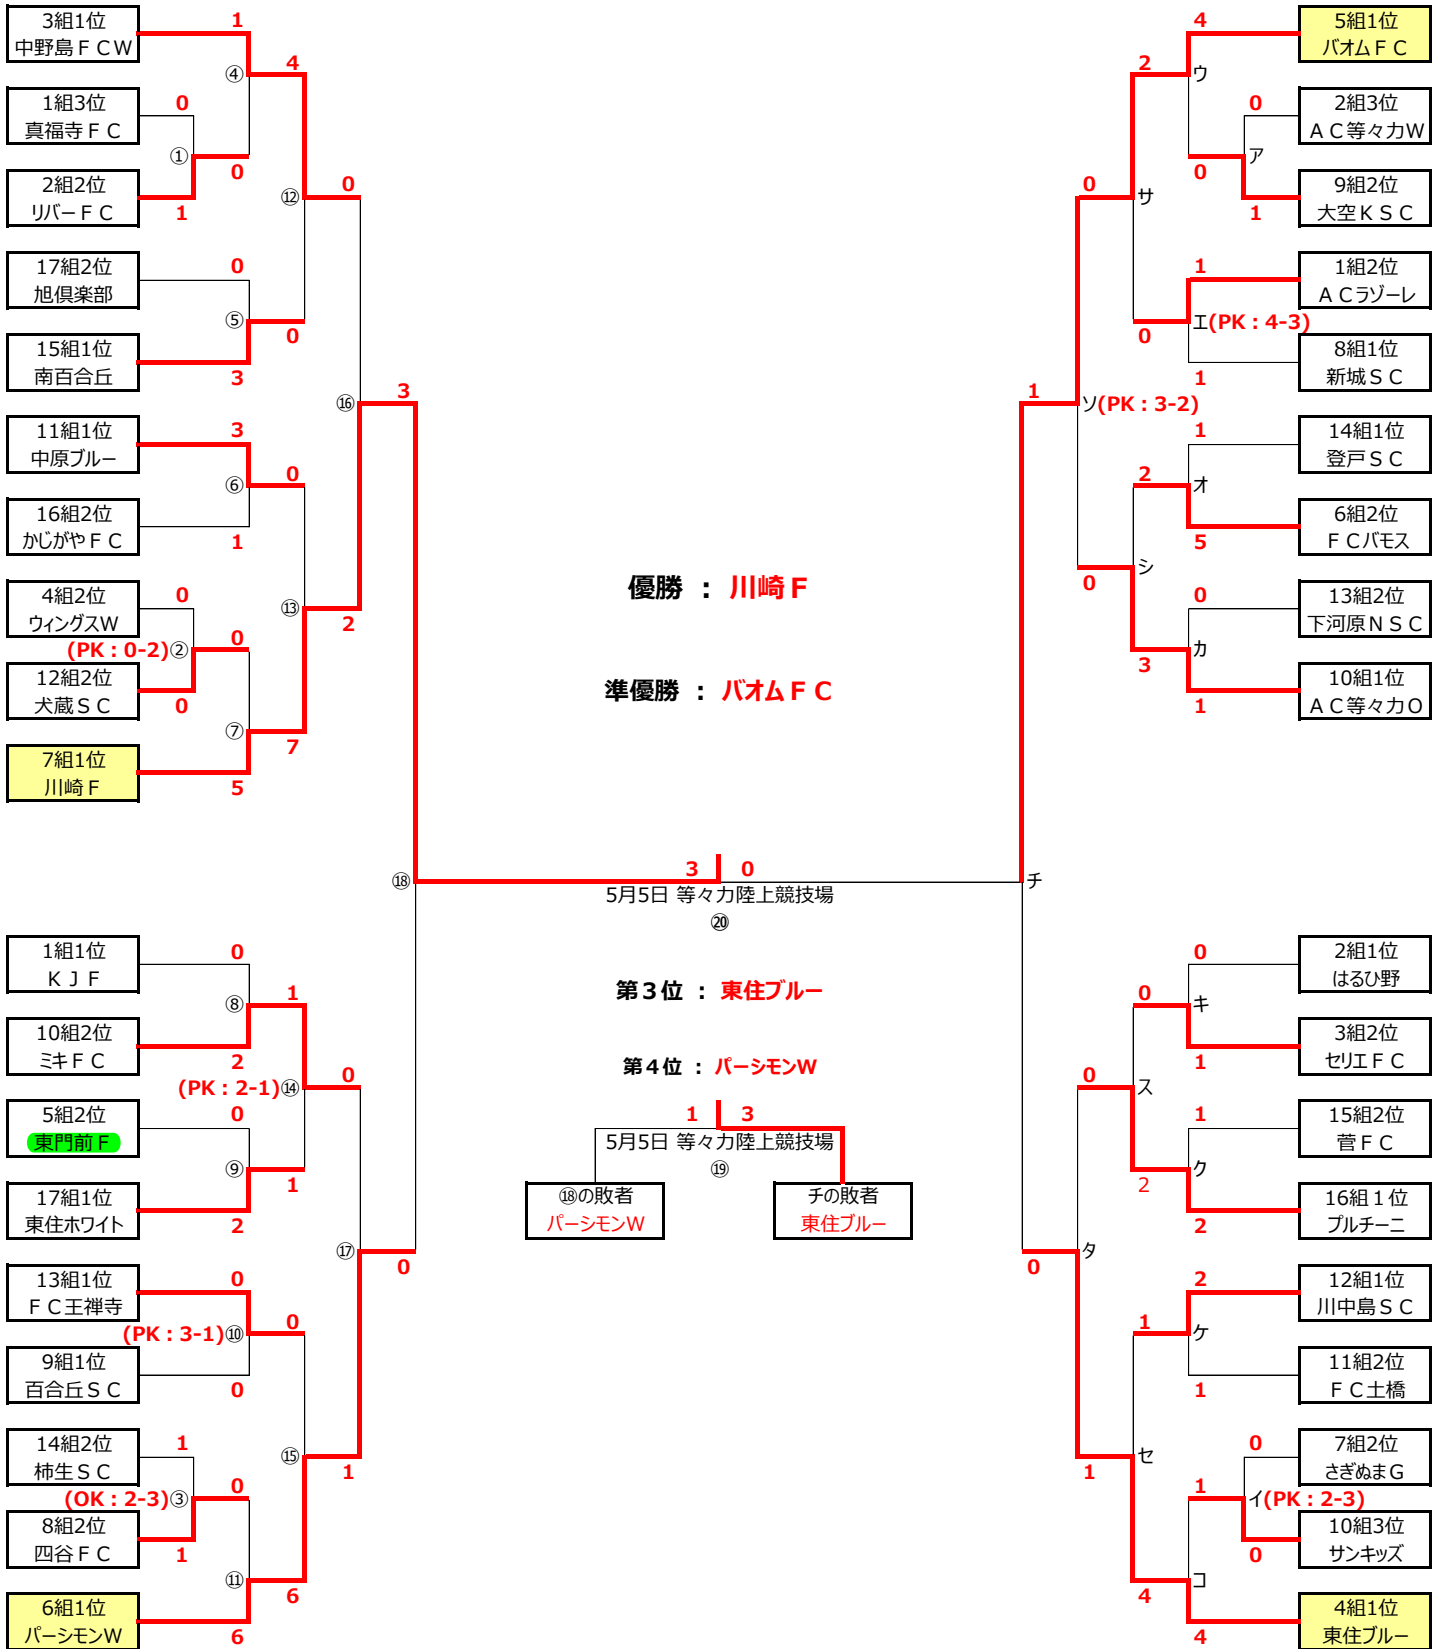 3組1位
中野島ＦＣＷ
1
④
4
1組3位
真福寺ＦＣ
0
①
0
2組2位
リバーＦＣ
1
⑫
0
17組2位
旭倶楽部
0
⑤
0
15組1位
南百合丘
3
⑯
3
11組1位
中原ブルー
3
⑥
0
16組2位
かじがやＦＣ
1
4組2位
ウィングスW
0
⑬
2
(PK：0-2)②
0
12組2位
犬蔵ＳＣ
0
⑦
7
7組1位
川崎Ｆ
5
4
5組1位
バオムＦＣ
2
ウ
0
2組3位
ＡＣ等々力W
ア
0
9組2位
大空ＫＳＣ
1
0
サ
1
1組2位
ＡＣラゾーレ
0
エ(PK：4-3)
8組1位
新城ＳＣ
1
1
ソ(PK：3-2)
1
14組1位
登戸ＳＣ
2
オ
6組2位
ＦＣバモス
5
0
シ
0
13組2位
下河原ＮＳＣ
3
カ
10組1位
ＡＣ等々力Ｏ
1
優勝 ： 川崎Ｆ
準優勝 ： バオムＦＣ
⑱
3
0
チ
5月5日 等々力陸上競技場
⑳
第３位 ： 東住ブルー
第４位 ： パーシモンW
1
3
5月5日 等々力陸上競技場
⑲
⑱の敗者
パーシモンW
チの敗者
東住ブルー
1組1位
ＫＪＦ
0
⑧
1
10組2位
ミキＦＣ
2
(PK：2-1)⑭
0
5組2位
東門前Ｆ
0
⑨
1
17組1位
東住ホワイト
2
⑰
0
13組1位
ＦＣ王禅寺
0
(PK：3-1)⑩
0
9組1位
百合丘ＳＣ
0
14組2位
柿生ＳＣ
1
⑮
1
(OK：2-3)③
0
8組2位
四谷ＦＣ
1
⑪
6
6組1位
パーシモンW
6
0
2組1位
はるひ野
0
キ
3組2位
セリエＦＣ
1
0
ス
1
15組2位
菅ＦＣ
2
ク
16組１位
プルチーニ
2
0
タ
2
12組1位
川中島ＳＣ
1
ケ
11組2位
ＦＣ土橋
1
1
セ
0
7組2位
さぎぬまＧ
1
イ(PK：2-3)
10組3位
サンキッズ
0
4
コ
4組1位
東住ブルー
4